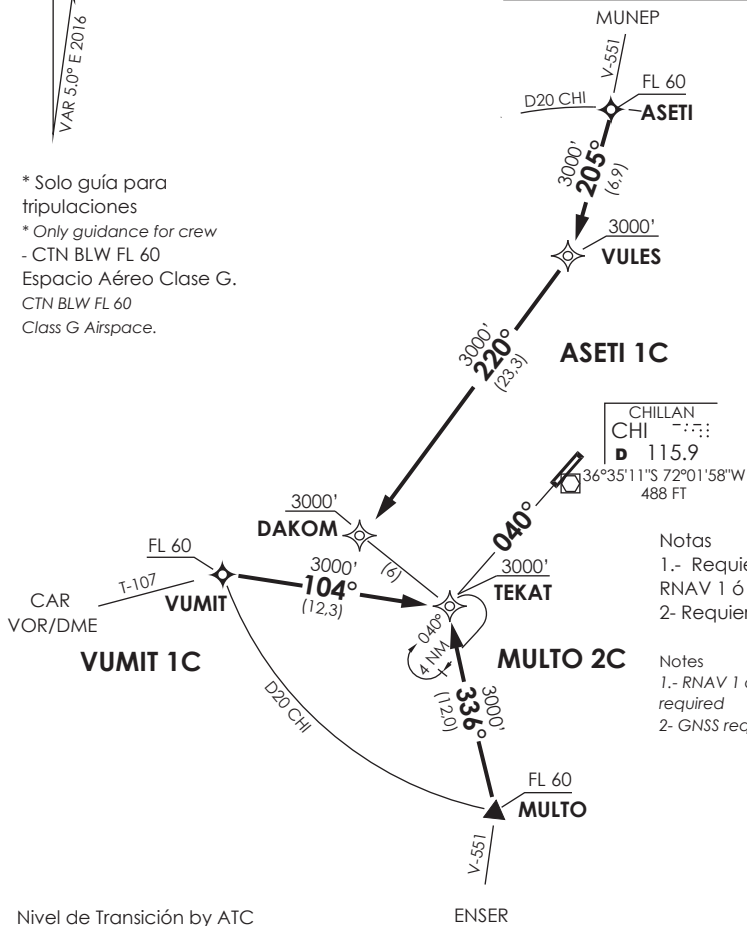 MUNEP
V-551
VAR 5.0° E 2016
D20 CHI
FL 60
ASETI
3000'
205°
(6,9)
* Solo guía para
tripulaciones
* Only guidance for crew
- CTN BLW FL 60
Espacio Aéreo Clase G.
CTN BLW FL 60
Class G Airspace.
3000'
VULES
3000'
220°
(23,3)
ASETI 1C
CHILLAN
CHI
D 115.9
36°35'11"S 72°01'58"W
488 FT
040°
3000'
DAKOM
(6)
3000'
TEKAT
Notas
1.- Requie
RNAV 1 ó
2- Requier
FL 60
VUMIT
T-107
CAR
VOR/DME
3000'
104°
(12,3)
VUMIT 1C
040°
4 NM
MULTO 2C
Notes
1.- RNAV 1 o
required
2- GNSS req
D20 CHI
3000'
336°
(12,0)
FL 60
MULTO
V-551
ENSER
Nivel de Transición by ATC